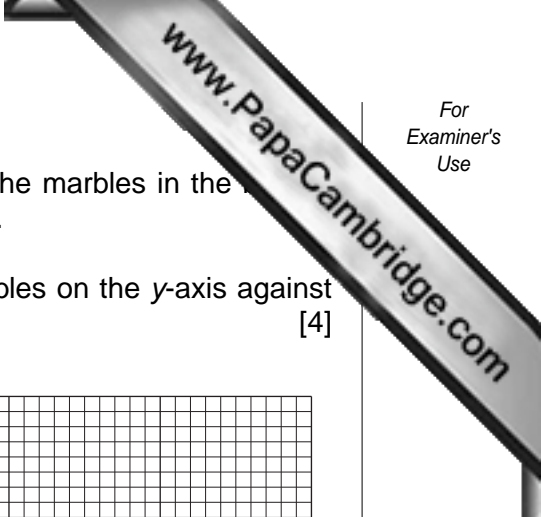 www.PapaCambridge.com
For
Examiner's
Use
he marbles in the
.
bles on the y-axis against
[4]